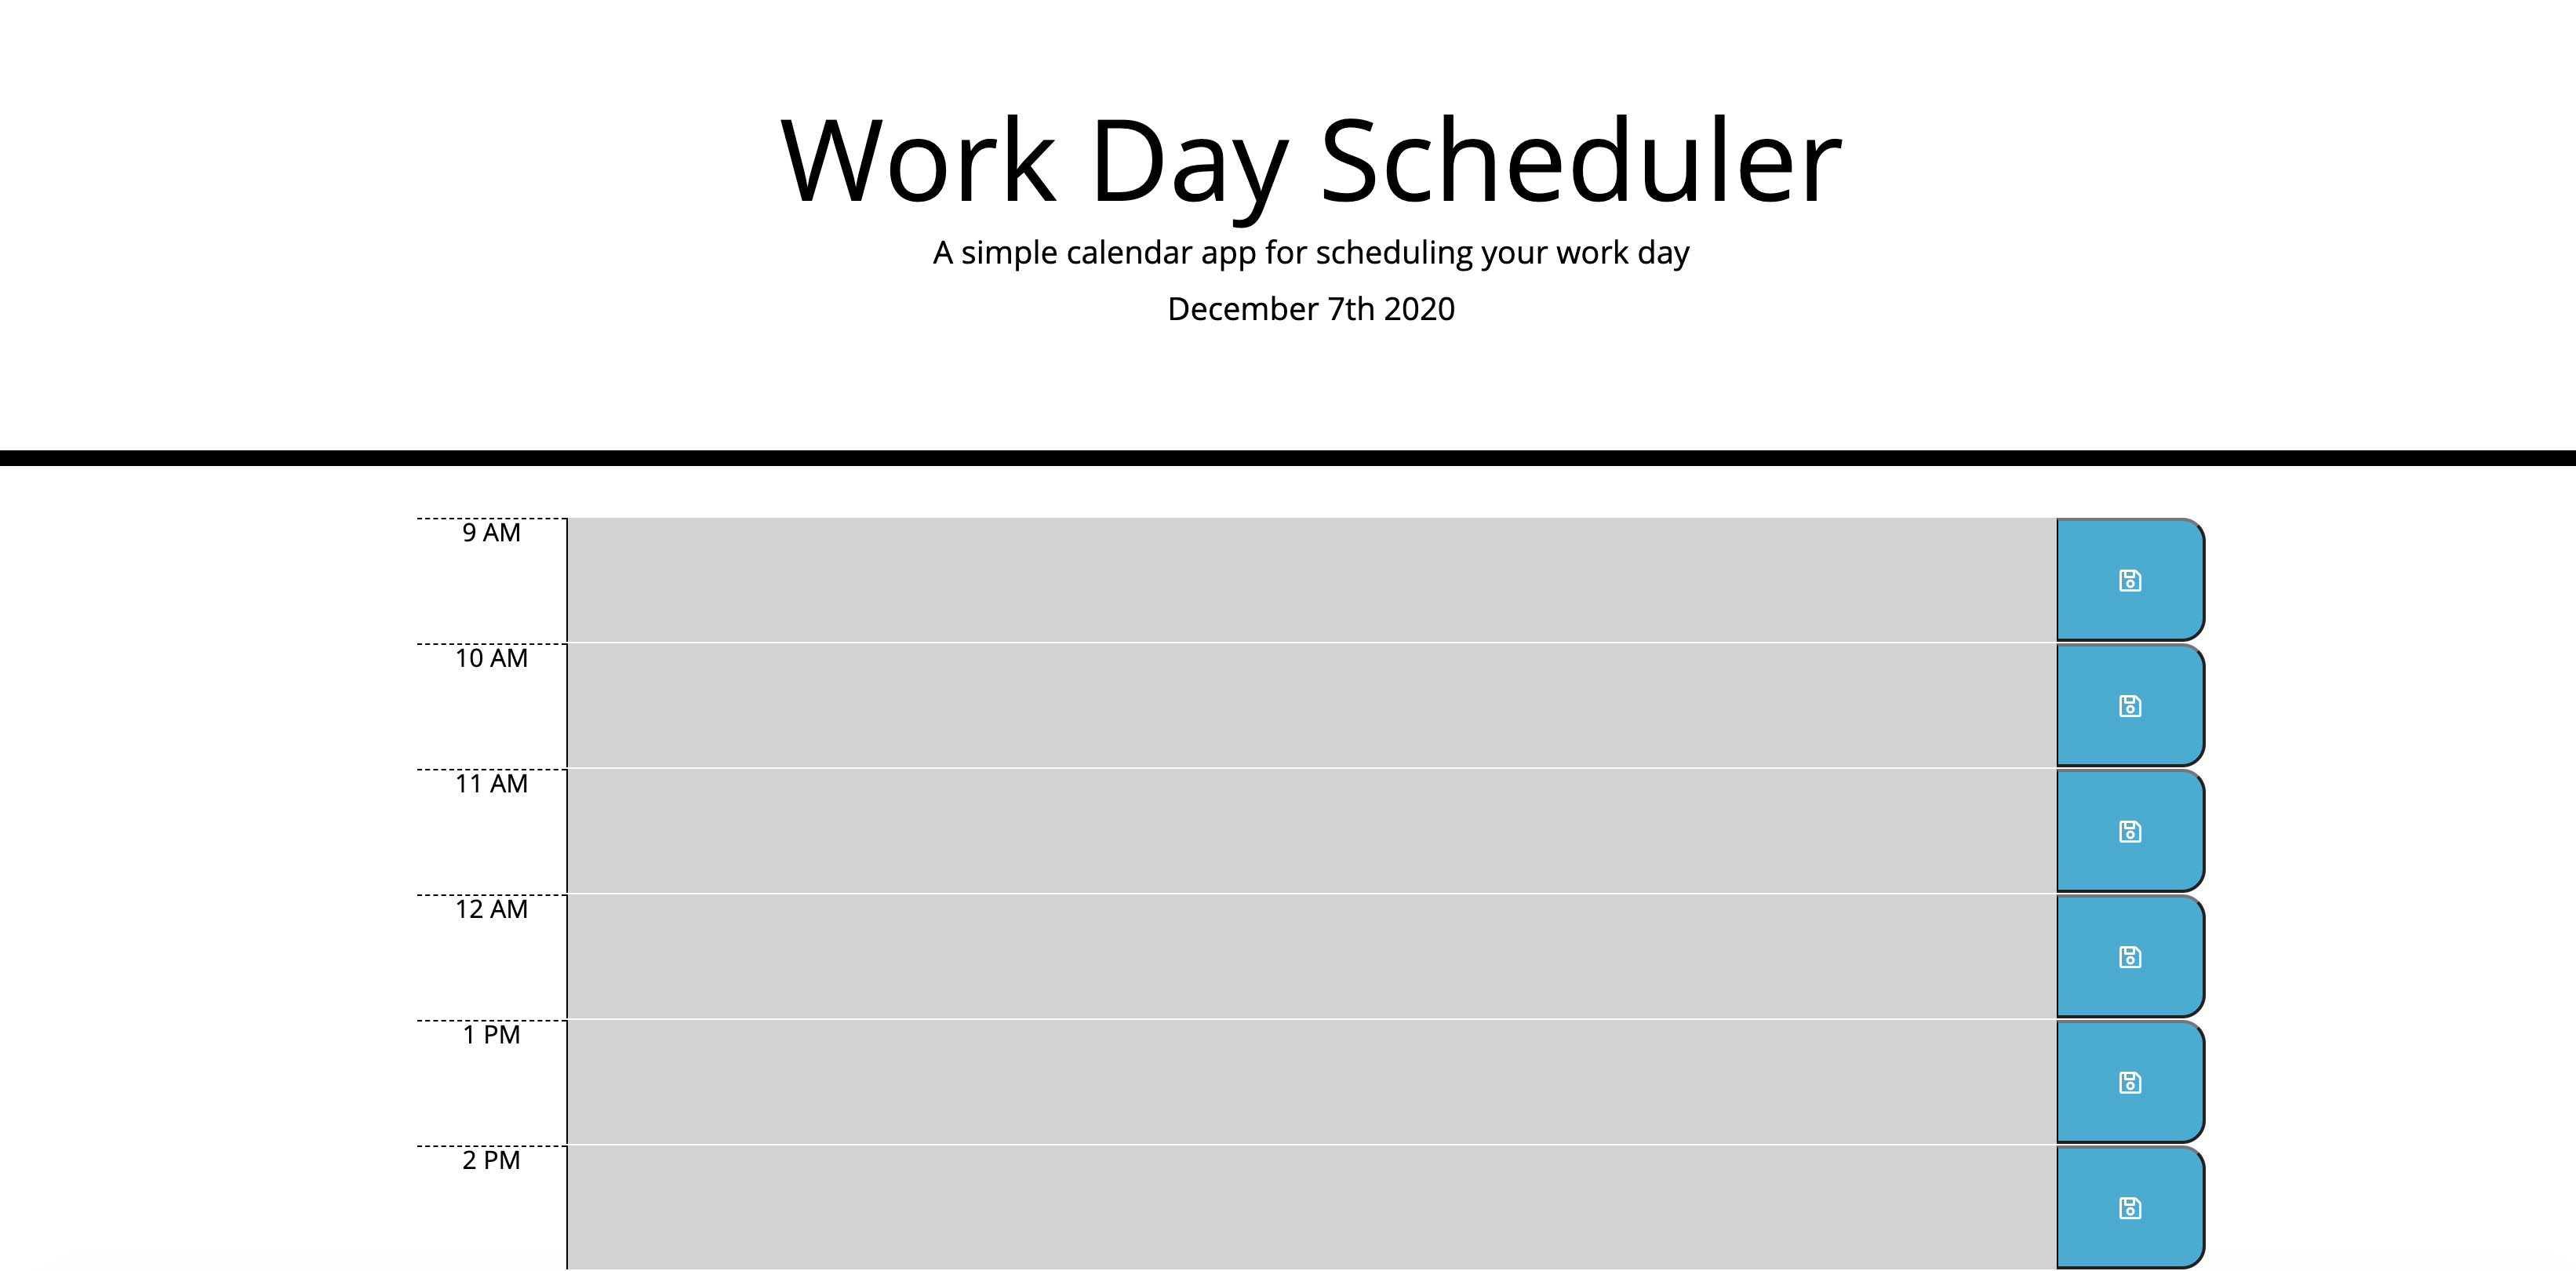 Work Day Scheduler
A simple calendar app for scheduling your work day
December 7th 2020
9 AM
10 AM
11 AM
12 AM
1 PM
2 PM